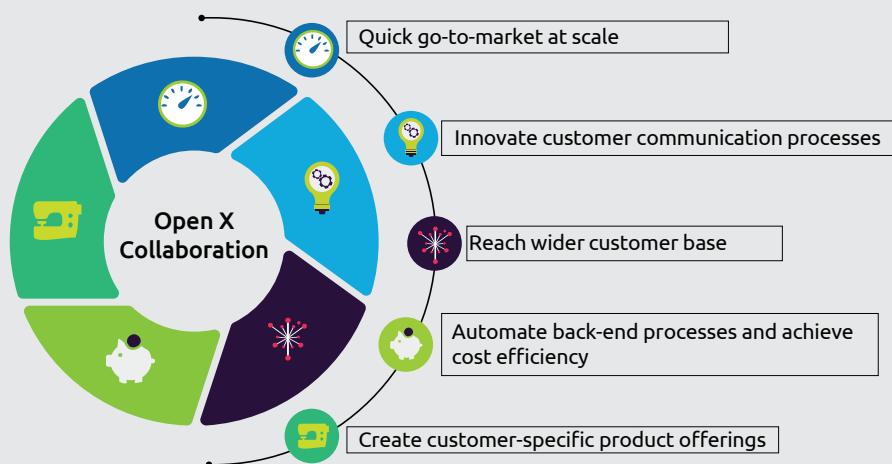 Quick go-to-market at scale
Innovate customer communication processes
Open X
Collaboration
Reach wider customer base
Automate back-end processes and achieve
cost efficiency
Create customer-specific product offerings